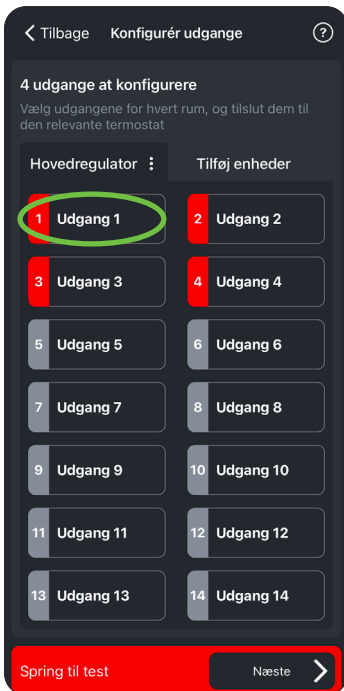 Tilbage Konfigurér udgange ?
4 udgange at konfigurere
Vælg udgangene for hvert rum, og tilslut dem til
den relevante termostat
Hovedregulator Tilføj enheder
1 Udgang 1 2 Udgang 2
3 Udgang 3 4 Udgang 4
5 Udgang 5 6 Udgang 6
7 Udgang 7 8 Udgang 8
9 Udgang 9 10 Udgang 10
11 Udgang 11 12 Udgang 12
13 Udgang 13 14 Udgang 14
Spring til test Næste